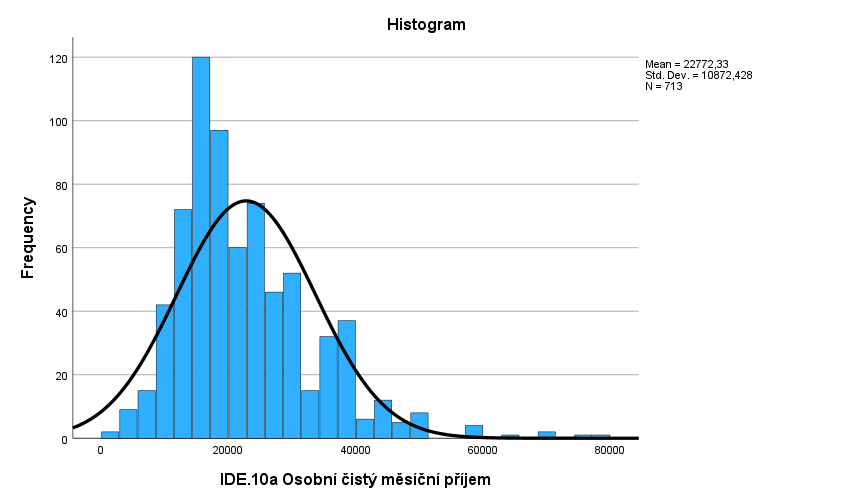 Histogram
Mean = 22772,33
Std. Dev. = 10872,428
N = 713
120
100
80
60
40
20
0
Frequency
0 20000 40000 60000 80000
IDE.10a Osobní čistý měsíční příjem